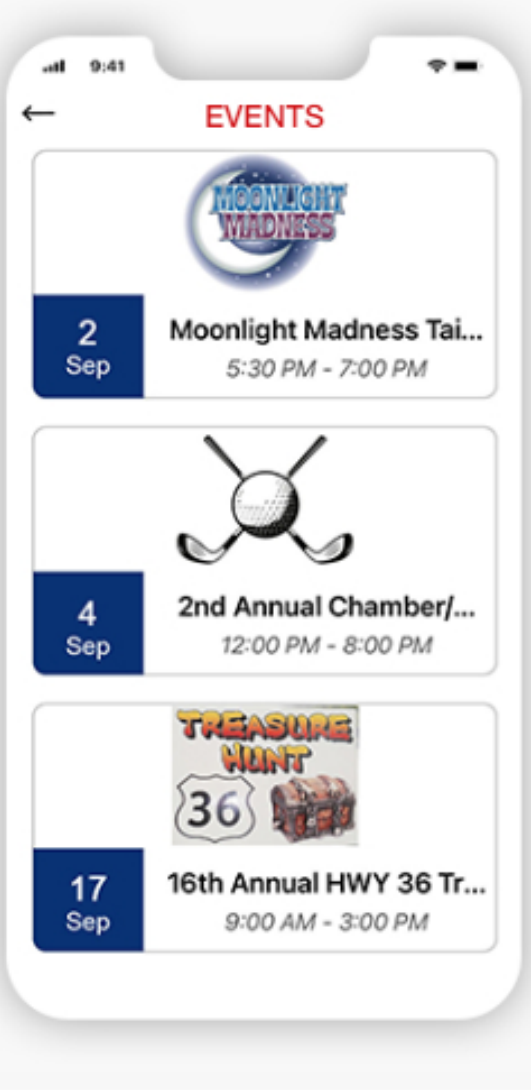 9:41
EVENTS
MOONLIGHT
MADNESS
2
Sep
Moonlight Madness Tai...
5:30 PM - 7:00 PM
4
Sep
2nd Annual Chamber/...
12:00 PM - 8:00 PM
TREASURE
HUNT
36
17
Sep
16th Annual HWY 36 Tr...
9:00 AM - 3:00 PM